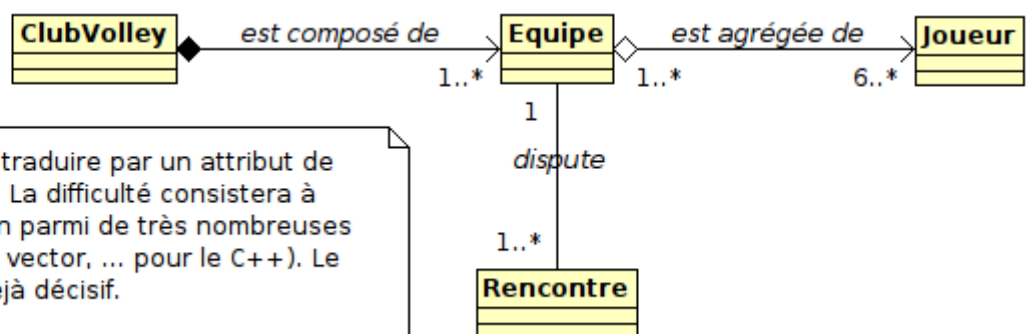 ClubVolley est composé de Equipe est agrégée de Joueur
1..* 1..* 6..*
1
dispute
traduire par un attribut de
La difficulté consistera à
n parmi de très nombreuses
vector, ... pour le C++). Le
jà décisif.
1..*
Rencontre